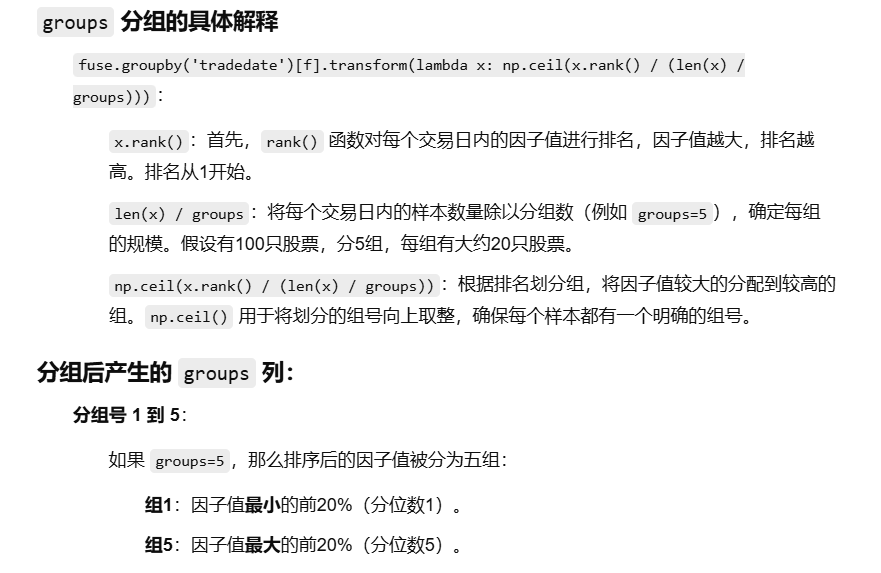 groups 分组的具体解释
fuse.groupby('tradedate')[f].transform(lambda x: np.ceil(x.rank() / (len(x) /
groups))) :
x.rank() ：首先， rank() 函数对每个交易日内的因子值进行排名，因子值越大，排名越
高。排名从1开始。
len(x) / groups ：将每个交易日内的样本数量除以分组数（例如 groups=5 ），确定每组
的规模。假设有100只股票，分5组，每组有大约20只股票。
np.ceil(x.rank() / (len(x) / groups)) ：根据排名划分组，将因子值较大的分配到较高的
组。 np.ceil() 用于将划分的组号向上取整，确保每个样本都有一个明确的组号。
分组后产生的 groups 列：
分组号 1 到 5：
如果 groups=5 ，那么排序后的因子值被分为五组：
组1：因子值最小的前20%（分位数1）。
组5：因子值最大的前20%（分位数5）。